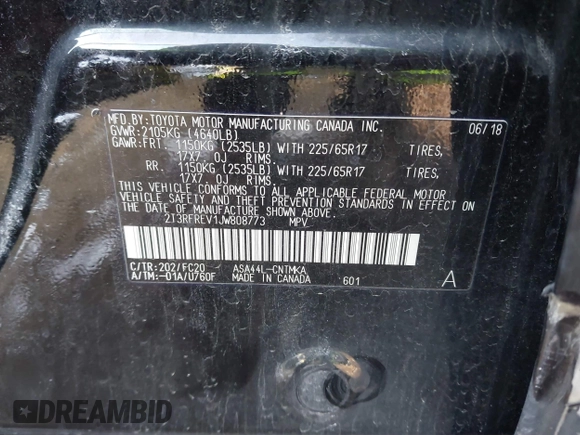 MFD.BY:TOYOTA MOTOR MANUFACTURING CANADA INC. 06/18
GVWR:2105KG (4640LB)
GAWR:FRT. 1150KG (2535LB) WITH 225/65R17 TIRES,
17X7.0J RIMS.
RR. 1150KG (2535LB) WITH 225/65R17 TIRES,
17X7.0J RIMS.
THIS VEHICLE CONFORMS TO ALL APPLICABLE FEDERAL MOTOR
VEHICLE SAFETY AND THEFT PREVENTION STANDARDS IN EFFECT ON
THE DATE OF MANUFACTURE SHOWN ABOVE.
2T3RFREV1JW808773 MPV
C/TR:202/FC20 ASA44L-CNTMKA
A/TM:-01A/U760F MADE IN CANADA 601 A
DREAMBID